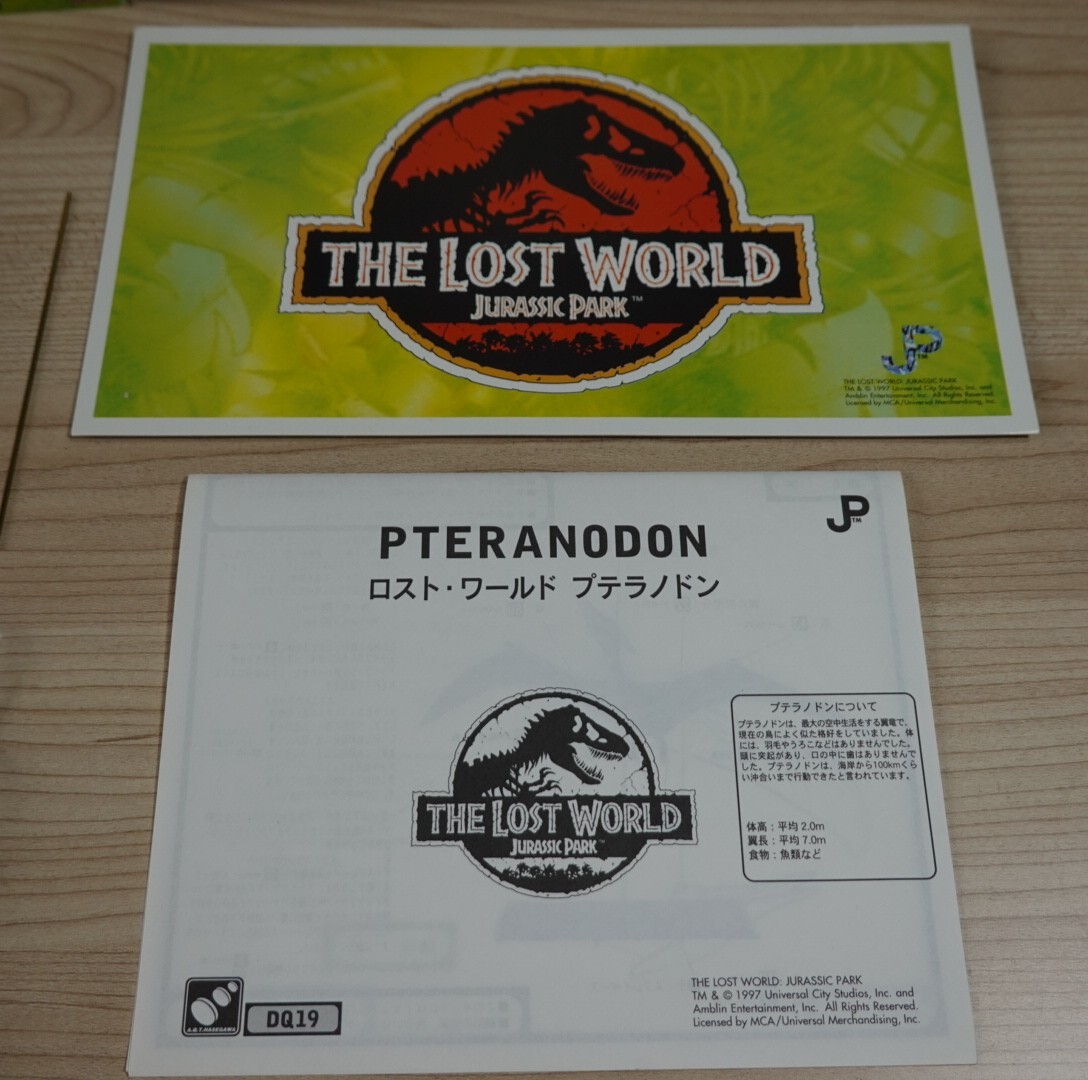 THE LOST WORLD
JURASSIC PARK™
JP™
THE LOST WORLD: JURASSIC PARK
TM & © 1997 Universal City Studios, Inc. and
Amblin Entertainment, Inc. All Rights Reserved.
Licensed by MCA/Universal Merchandising, Inc.
JP™
PTERANODON
ロスト・ワールド プテラノドン
プテラノドンについて
プテラノドンは、最大の空中生活をする翼竜で、
現在の鳥によく似た格好をしていました。体
には、羽毛やうろこなどはありませんでした。
頭に突起があり、口の中に歯はありませんで
した。プテラノドンは、海岸から100kmくら
い沖合いまで行動できたと言われています。
体高：平均 2.0m
翼長：平均 7.0m
食物：魚類など
THE LOST WORLD
JURASSIC PARK™
A.G.T.HASEGAWA
DQ19
THE LOST WORLD: JURASSIC PARK
TM & © 1997 Universal City Studios, Inc. and
Amblin Entertainment, Inc. All Rights Reserved.
Licensed by MCA/Universal Merchandising, Inc.